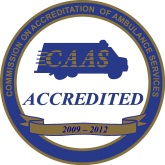 COMMISSION ON ACCREDITATION OF AMBULANCE SERVICES
CAAS
ACCREDITED
2009 - 2012